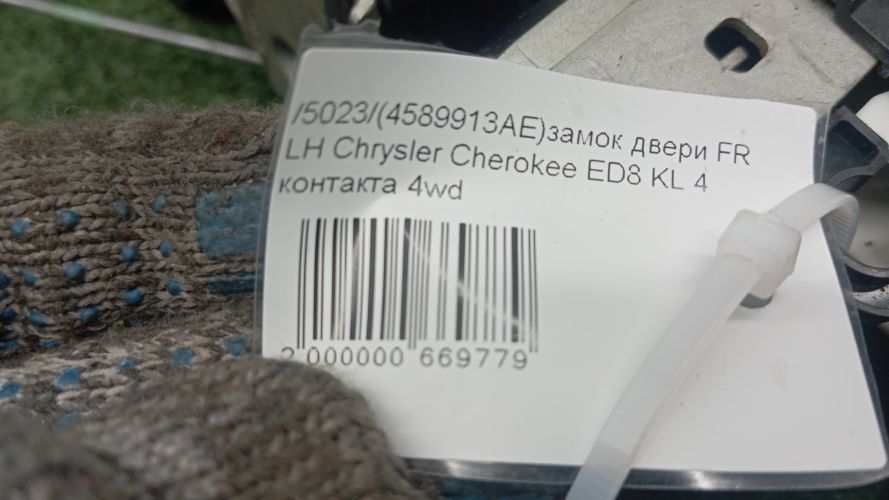 /5023/(4589913AE)замок двери FR
LH Chrysler Cherokee ED8 KL 4
контакта 4wd
2 000000 669779